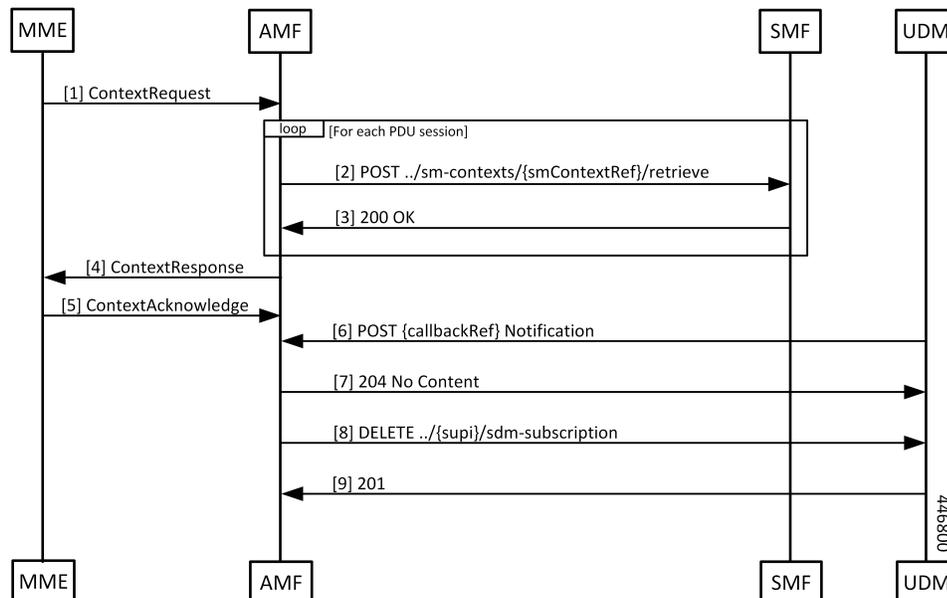 MME AMF SMF UDM
[1] ContextRequest
loop [For each PDU session]
[2] POST ../sm-contexts/{smContextRef}/retrieve
[3] 200 OK
[4] ContextResponse
[5] ContextAcknowledge
[6] POST {callbackRef} Notification
[7] 204 No Content
[8] DELETE ../{supi}/sdm-subscription
[9] 201
446800
MME AMF SMF UDM